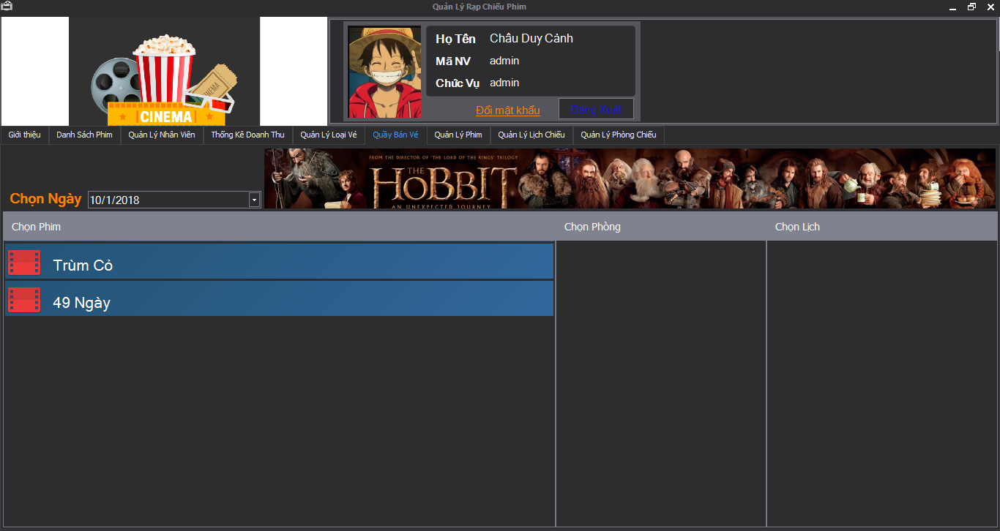 Quản Lý Rạp Chiếu Phim
CINEMA
CINEMA
Họ Tên Châu Duy Cảnh
Mã NV admin
Chức Vụ admin
Đổi mật khẩu Đăng Xuất
Giới thiệu Danh Sách Phim Quản Lý Nhân Viên Thống Kê Doanh Thu Quản Lý Loại Vé Quầy Bán Vé Quản Lý Phim Quản Lý Lịch Chiếu Quản Lý Phòng Chiếu
FROM THE DIRECTOR OF 'THE LORD OF THE RINGS' TRILOGY
THE
HOBBIT
AN UNEXPECTED JOURNEY
Chọn Ngày 10/1/2018
Chọn Phim Chọn Phòng Chọn Lịch
Trùm Cỏ
49 Ngày